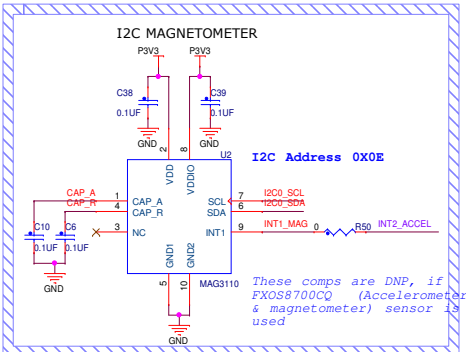 I2C MAGNETOMETER
P3V3
P3V3
C38
C39
0.1UF
0.1UF
GND
GND
2
8
U2
I2C Address 0X0E
VDD
VDDIO
CAP_A
1
CAP_A
SCL
7
I2C0_SCL
CAP_R
4
CAP_R
SDA
6
I2C0_SDA
3
NC
INT1
9
INT1_MAG
0
R50
INT2_ACCEL
C10
C6
0.1UF
0.1UF
GND1
GND2
GND
5
10
MAG3110
GND
These comps are DNP, if
FXOS8700CQ (Accelerometer
& magnetometer) sensor is
used